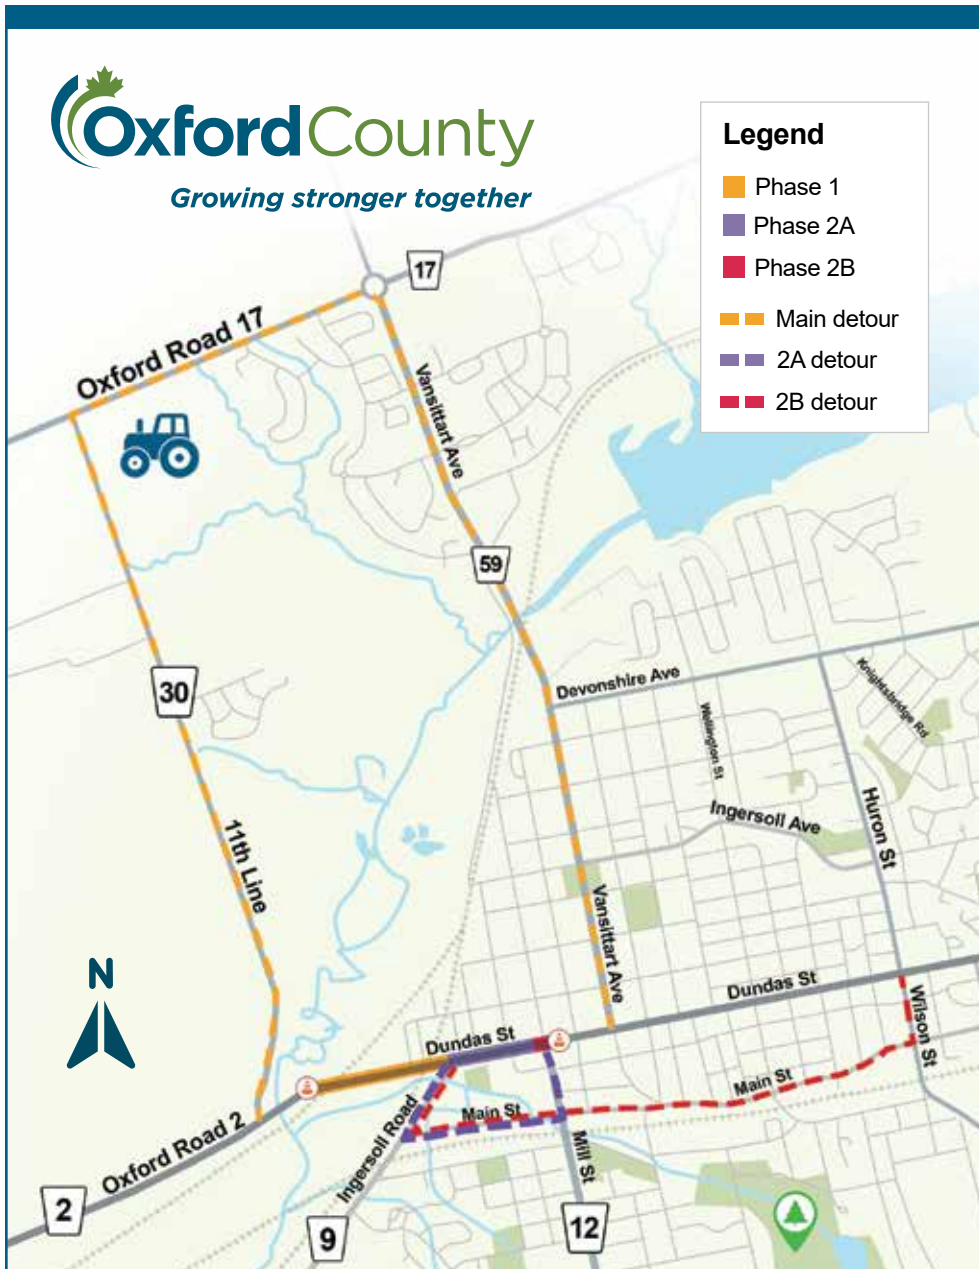 Oxford County
Growing stronger together
Legend
Phase 1
Phase 2A
Phase 2B
Main detour
2A detour
2B detour
17
Oxford Road 17
Vansittart Ave
59
30
Devonshire Ave
Knightsbridge Rd
Wellington St
Ingersoll Ave
Huron St
11th Line
Vansittart Ave
N
Dundas St
Dundas St
Wilson St
Main St
Main St
Ingersoll Road
Mill St
Oxford Road 2
2
9
12